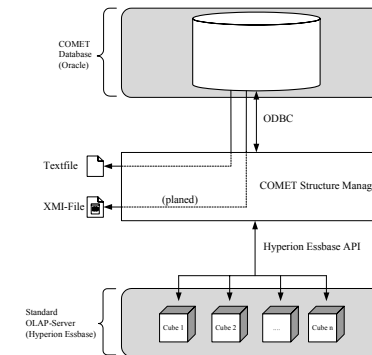 COMET
Database
(Oracle)
ODBC
Textfile
XMI-File
(planed)
COMET Structure Manag
Hyperion Essbase API
Standard
OLAP-Server
(Hyperion Essbase)
Cube 1
Cube 2
....
Cube n